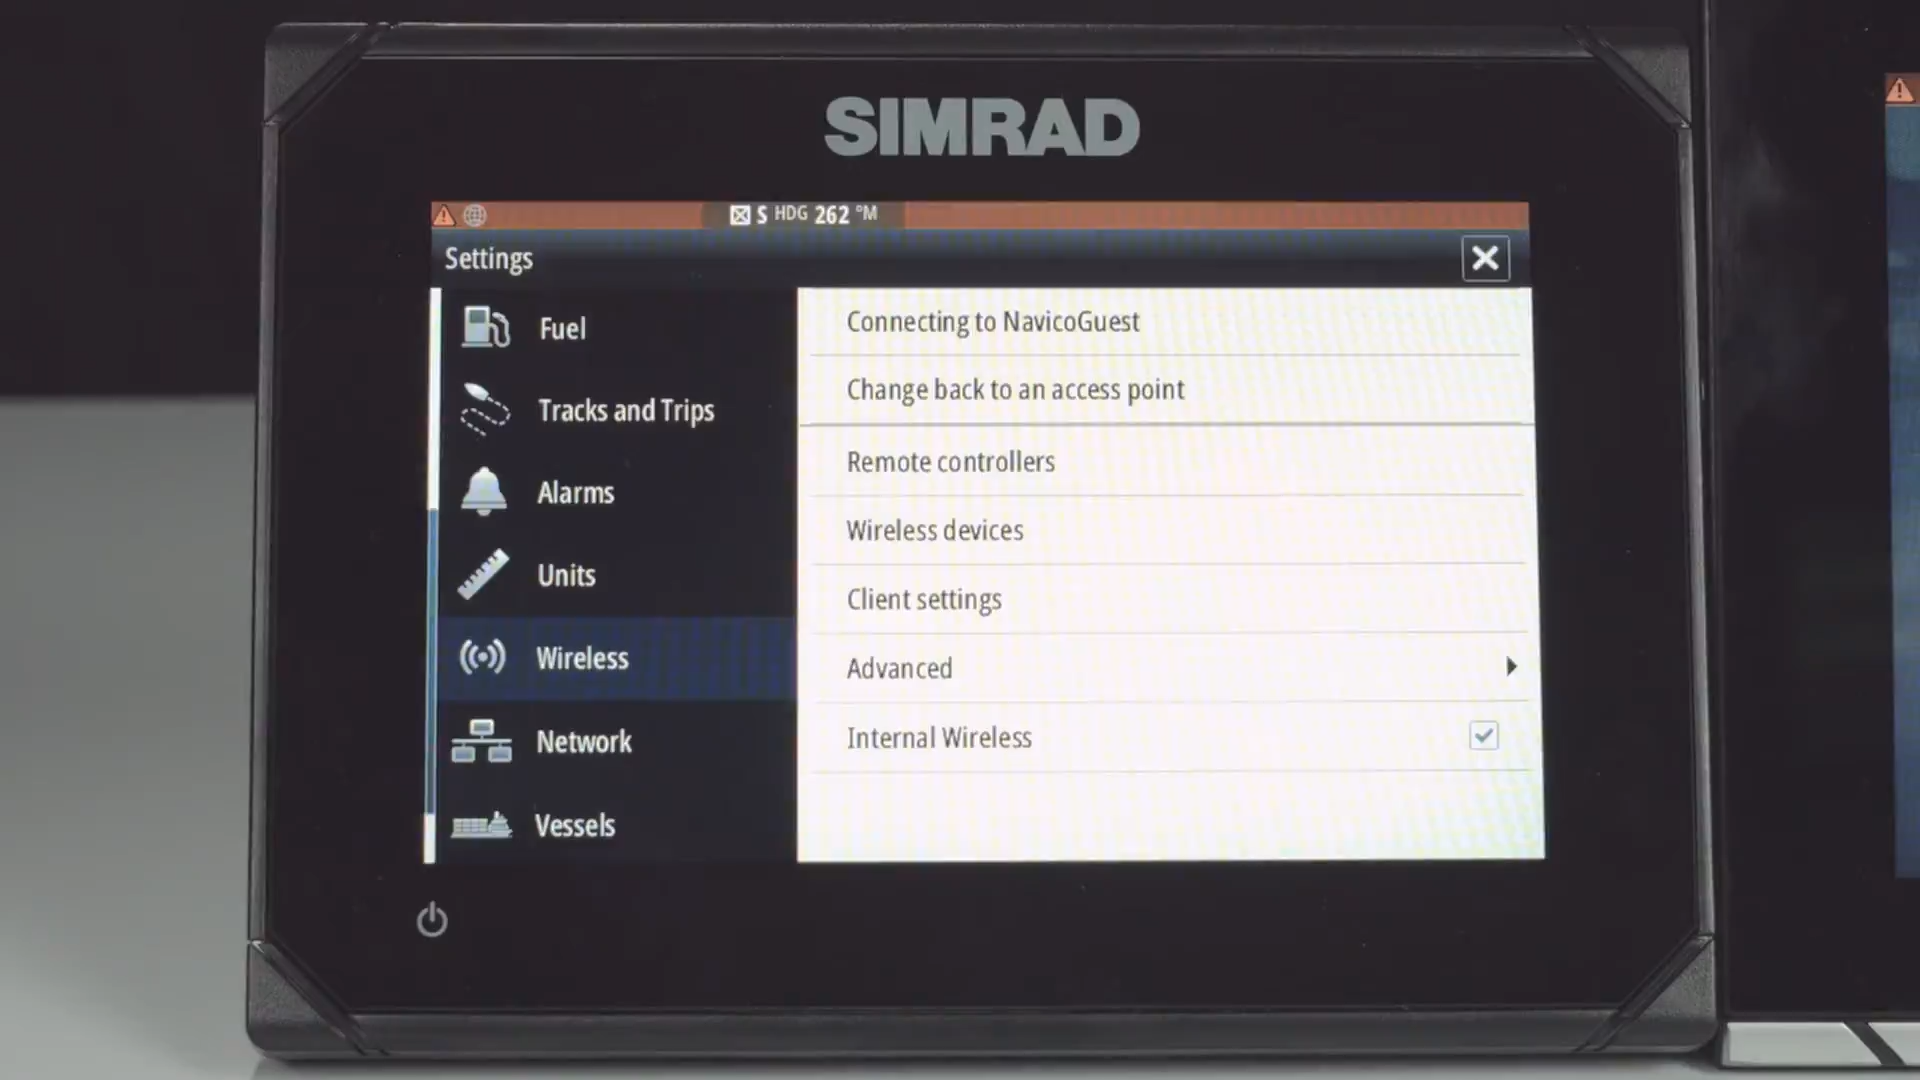 SIMRAD
S HDG 262 °M
Settings
Fuel
Tracks and Trips
Alarms
Units
Wireless
Network
Vessels
Connecting to NavicoGuest
Change back to an access point
Remote controllers
Wireless devices
Client settings
Advanced
Internal Wireless